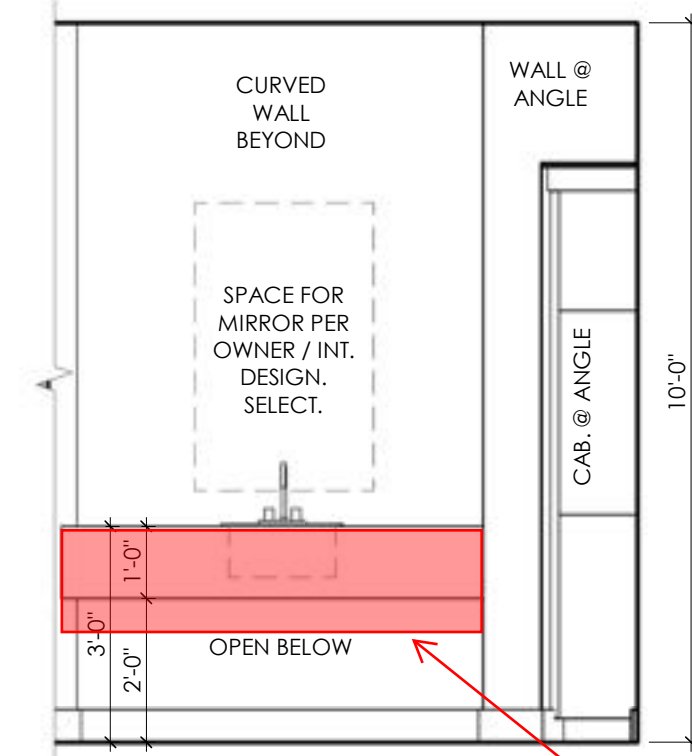 CURVED
WALL
BEYOND
WALL @
ANGLE
SPACE FOR
MIRROR PER
OWNER / INT.
DESIGN.
SELECT.
CAB. @ ANGLE
10'-0"
1'-0"
3'-0"
2'-0"
OPEN BELOW